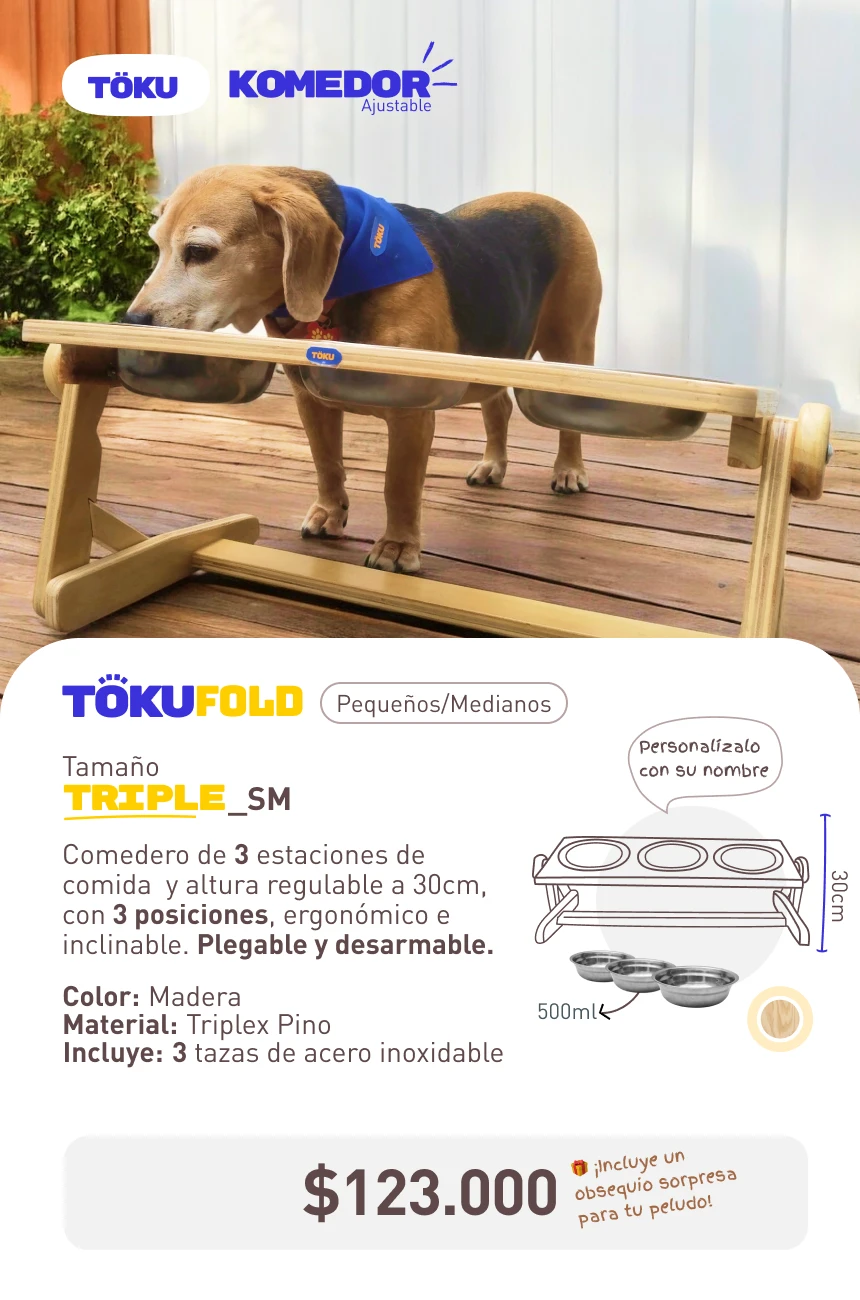 TÖKU
KOMEDOR
Ajustable
TÖKU
TÖKU
TÖKUFOLD
Pequeños/Medianos
Tamaño
TRIPLE_SM
Personalízalo
con su nombre
Comedero de 3 estaciones de
comida y altura regulable a 30cm,
con 3 posiciones, ergonómico e
inclinable. Plegable y desarmable.
30cm
500ml
Color: Madera
Material: Triplex Pino
Incluye: 3 tazas de acero inoxidable
$123.000
¡Incluye un
obsequio sorpresa
para tu peludo!